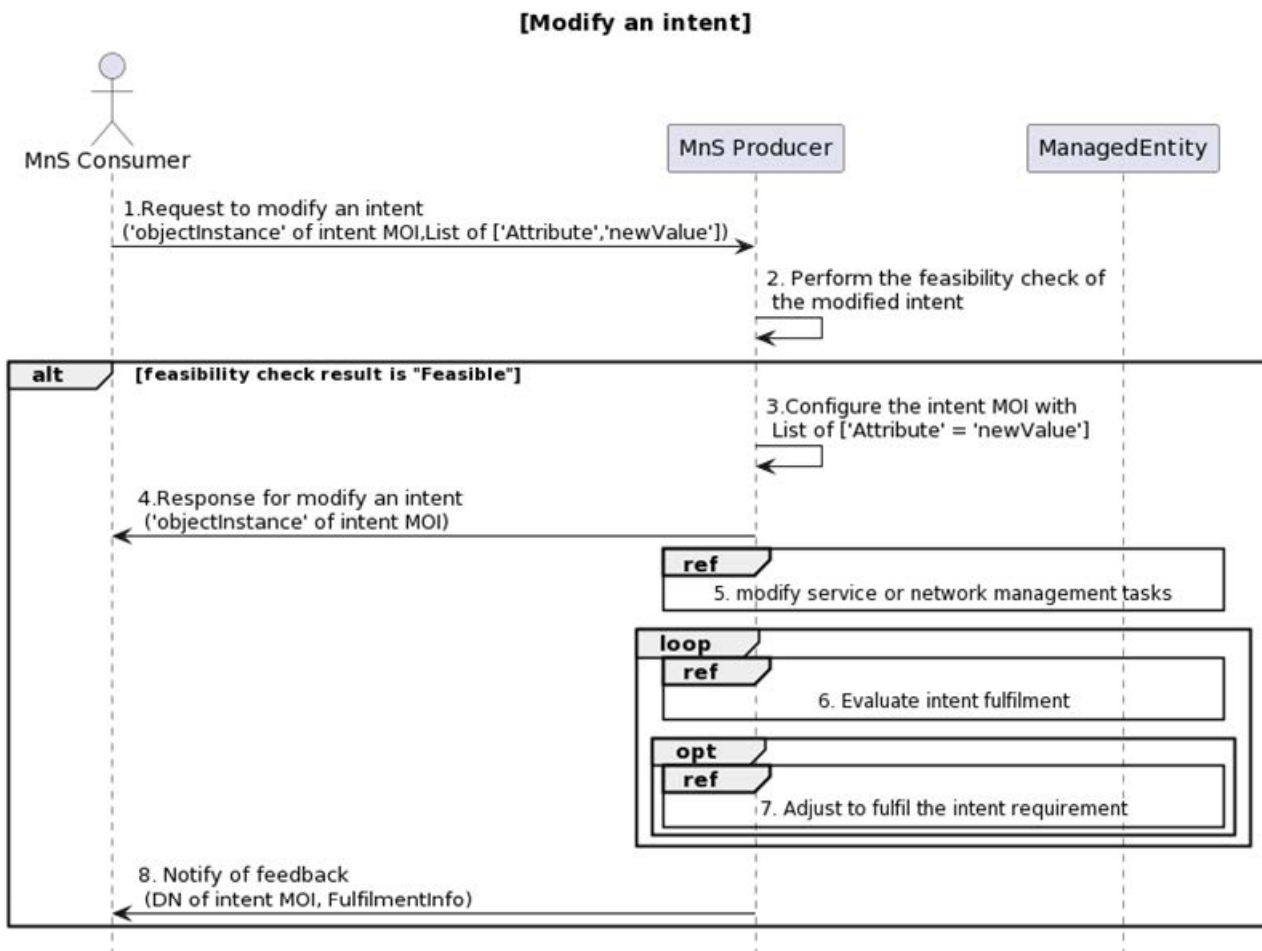 [Modify an intent]
MnS Consumer
MnS Producer
ManagedEntity
1.Request to modify an intent
('objectInstance' of intent MOI,List of ['Attribute','newValue'])
2. Perform the feasibility check of
the modified intent
alt
[feasibility check result is "Feasible"]
3.Configure the intent MOI with
List of ['Attribute' = 'newValue']
4.Response for modify an intent
('objectInstance' of intent MOI)
ref
5. modify service or network management tasks
loop
ref
6. Evaluate intent fulfilment
opt
ref
7. Adjust to fulfil the intent requirement
8. Notify of feedback
(DN of intent MOI, FulfilmentInfo)